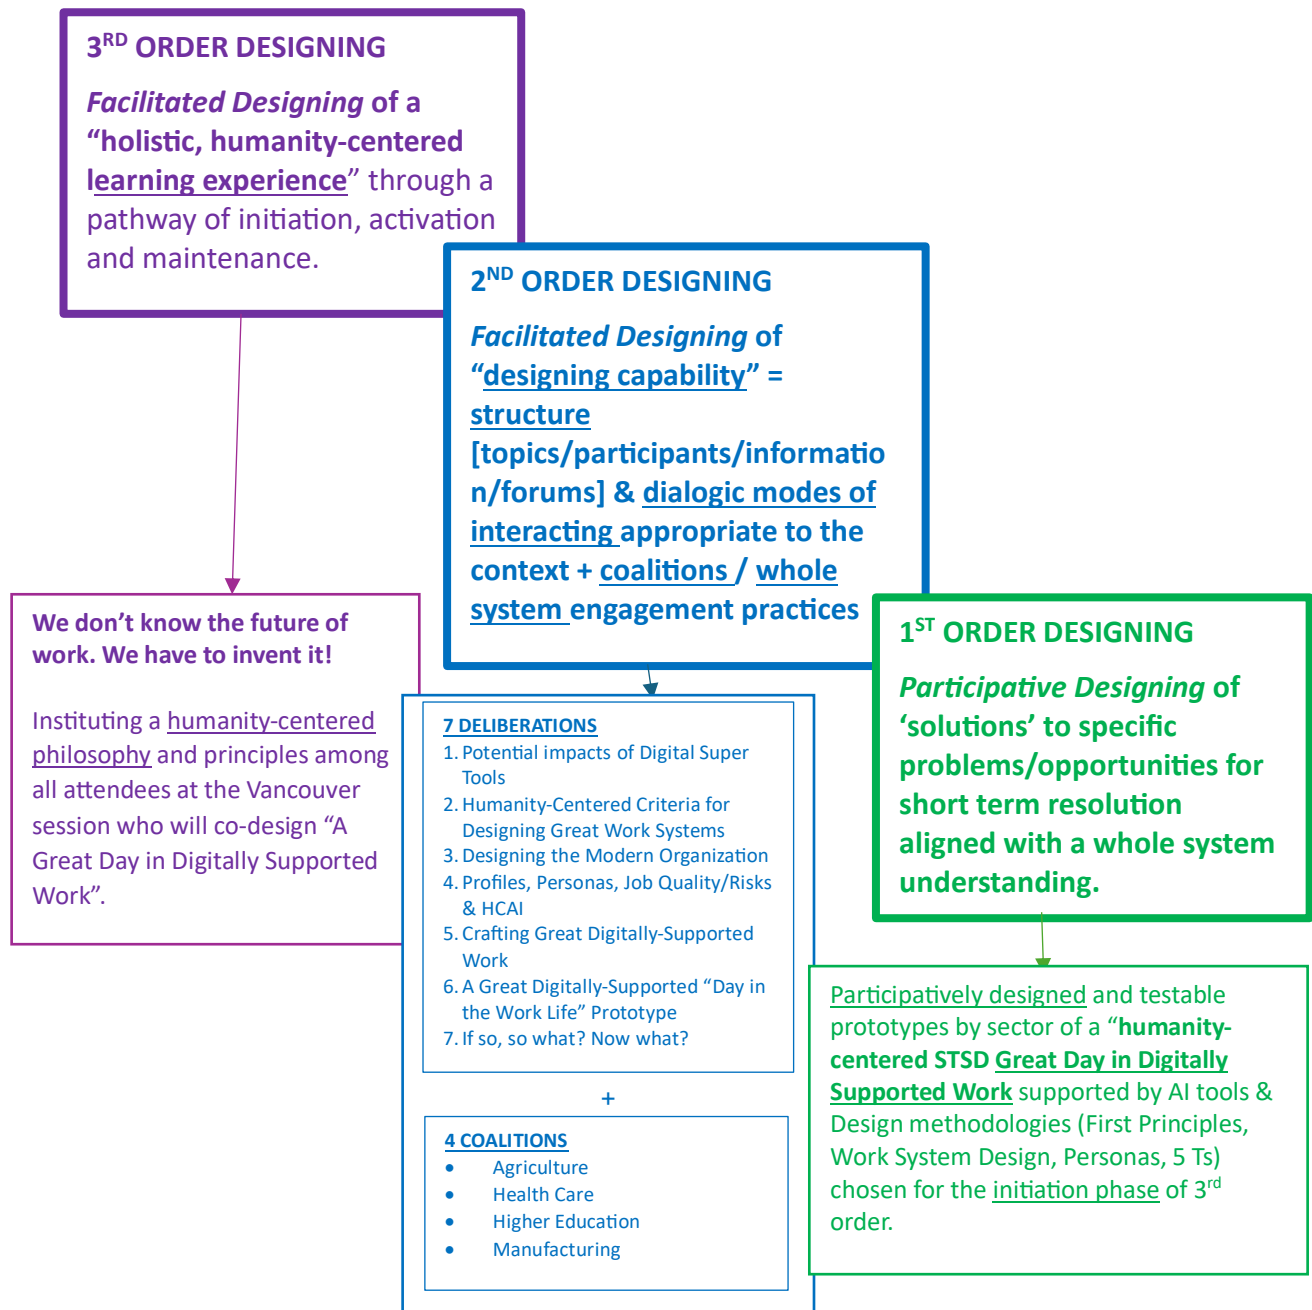 3RD ORDER DESIGNING
Facilitated Designing of a
“holistic, humanity-centered
learning experience” through a
pathway of initiation, activation
and maintenance.
2ND ORDER DESIGNING
Facilitated Designing of
“designing capability” =
structure
[topics/participants/informatio
n/forums] & dialogic modes of
interacting appropriate to the
context + coalitions / whole
system engagement practices
1ST ORDER DESIGNING
Participative Designing of
‘solutions’ to specific
problems/opportunities for
short term resolution
aligned with a whole system
understanding.
We don’t know the future of
work. We have to invent it!
Instituting a humanity-centered
philosophy and principles among
all attendees at the Vancouver
session who will co-design “A
Great Day in Digitally Supported
Work”.
7 DELIBERATIONS
1. Potential impacts of Digital Super
Tools
2. Humanity-Centered Criteria for
Designing Great Work Systems
3. Designing the Modern Organization
4. Profiles, Personas, Job Quality/Risks
& HCAI
5. Crafting Great Digitally-Supported
Work
6. A Great Digitally-Supported “Day in
the Work Life” Prototype
7. If so, so what? Now what?
+
4 COALITIONS
• Agriculture
• Health Care
• Higher Education
• Manufacturing
Participatively designed and testable
prototypes by sector of a “humanity-
centered STSD Great Day in Digitally
Supported Work supported by AI tools &
Design methodologies (First Principles,
Work System Design, Personas, 5 Ts)
chosen for the initiation phase of 3rd
order.